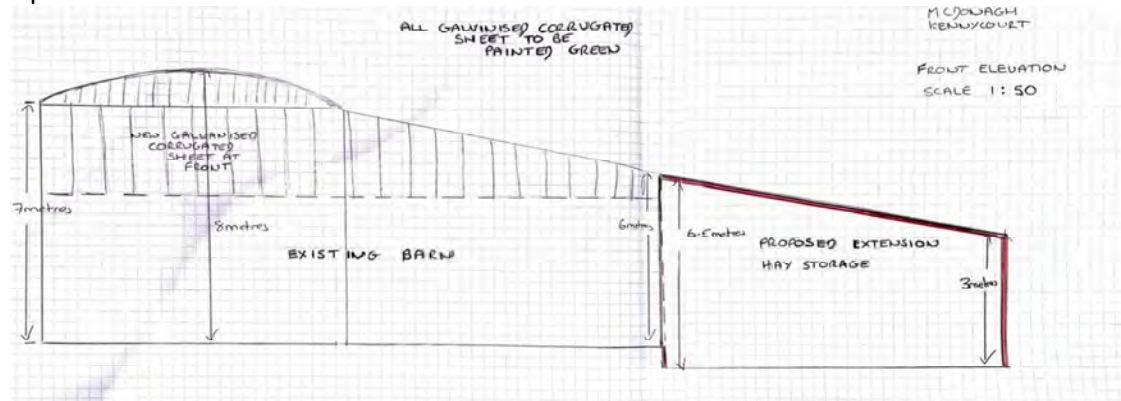 ALL GALVINISED CORRUGATED
SHEET TO BE
PAINTED GREEN
MCDONAGH
KENNYCOURT
FRONT ELEVATION
SCALE 1:50
NEW GALVANISED
CORRUGATED
SHEET AT
FRONT
7metres
8metres
6metres
6.5metres
3metres
EXISTING BARN
PROPOSED EXTENSION
HAY STORAGE